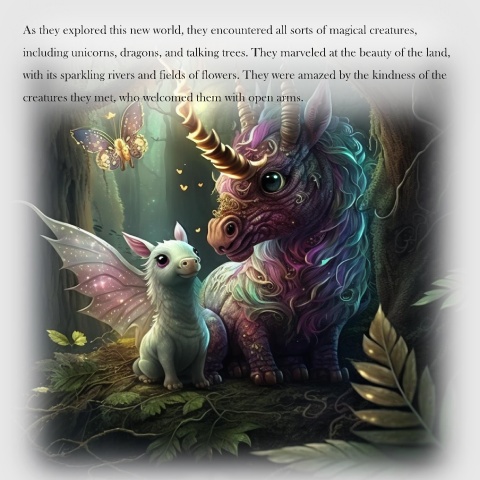 As they explored this new world, they encountered all sorts of magical creatures,
including unicorns, dragons, and talking trees. They marveled at the beauty of the land,
with its sparkling rivers and fields of flowers. They were amazed by the kindness of the
creatures they met, who welcomed them with open arms.